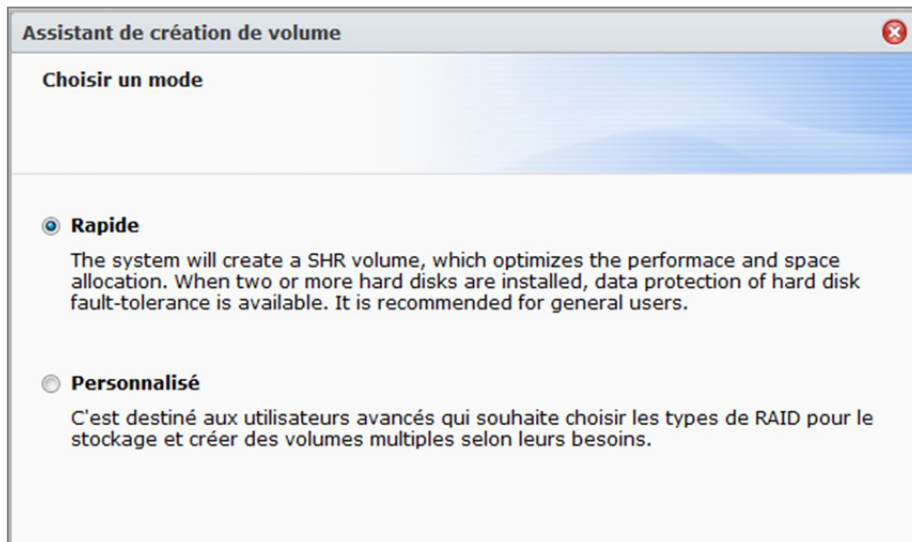 Assistant de création de volume
Choisir un mode
Rapide
The system will create a SHR volume, which optimizes the performace and space
allocation. When two or more hard disks are installed, data protection of hard disk
fault-tolerance is available. It is recommended for general users.
Personnalisé
C'est destiné aux utilisateurs avancés qui souhaite choisir les types de RAID pour le
stockage et créer des volumes multiples selon leurs besoins.